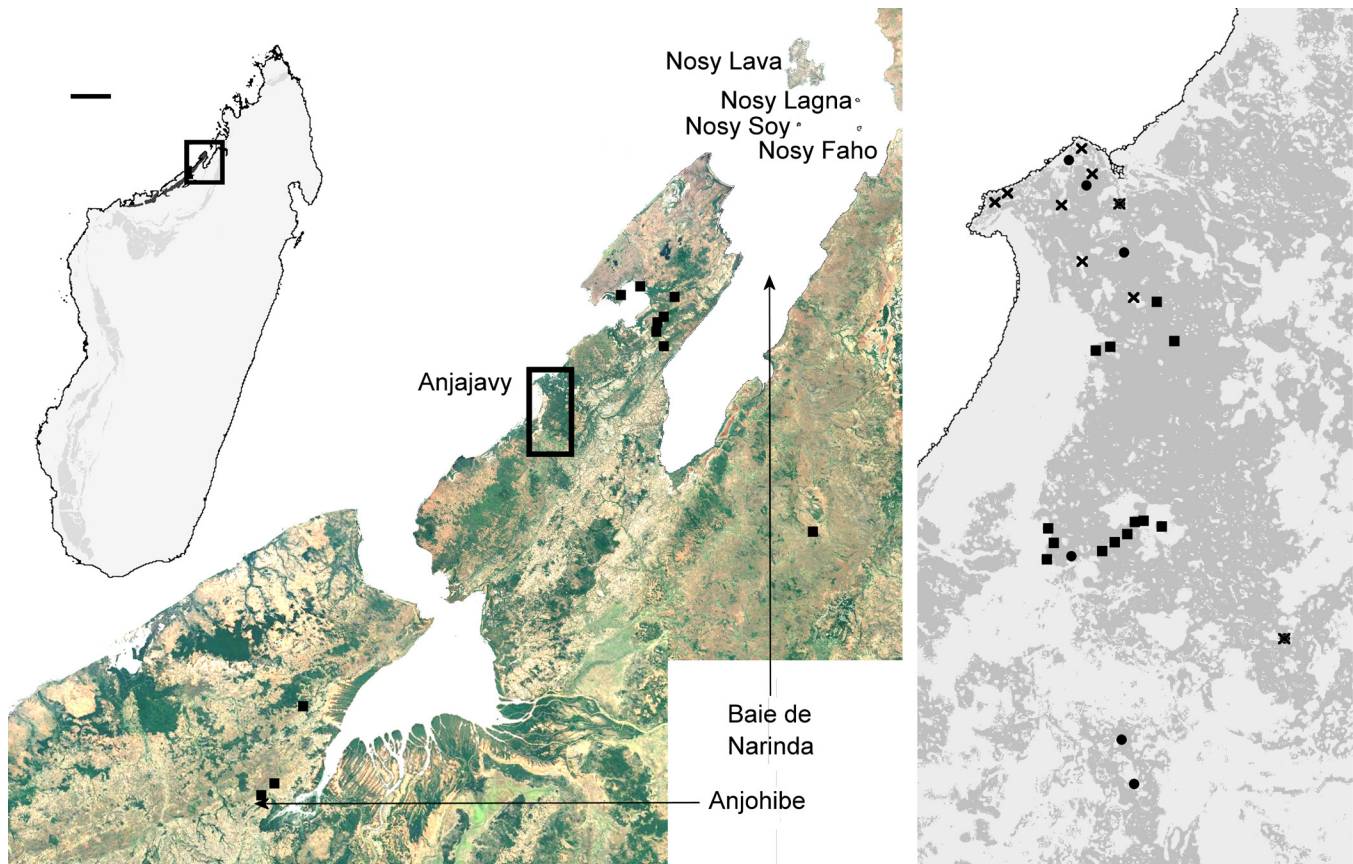 Nosy Lava
Nosy Lagna
Nosy Soy
Nosy Faho
Anjajavy
Baie de
Narinda
Anjohibe